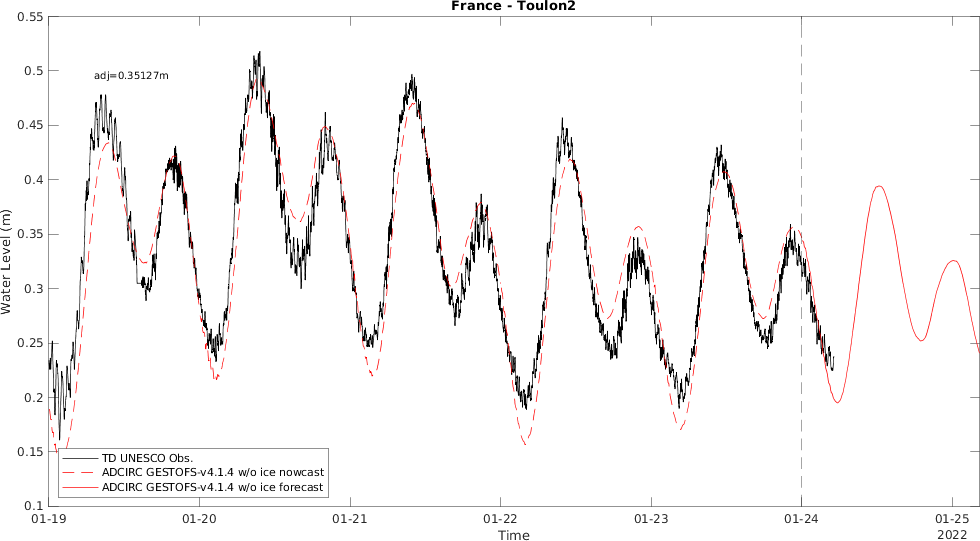 France - Toulon2
0.55
0.5
0.45
0.4
0.35
0.3
0.25
0.2
0.15
0.1
Water Level (m)
adj=0.35127m
TD UNESCO Obs.
ADCIRC GESTOFS-v4.1.4 w/o ice nowcast
ADCIRC GESTOFS-v4.1.4 w/o ice forecast
01-19
01-20
01-21
01-22
01-23
01-24
01-25
Time
2022